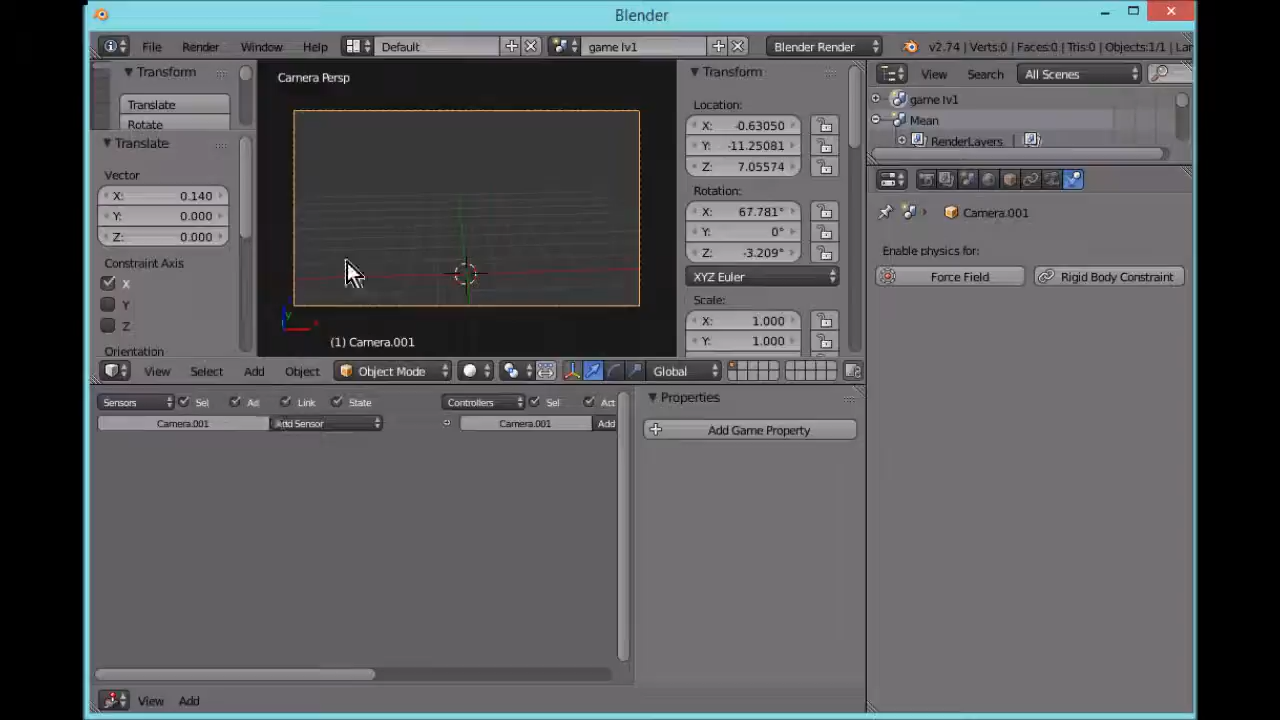 Blender
File Render Window Help Default game lv1 Blender Render v2.74 | Verts:0 | Faces:0 | Tris:0 | Objects:1/1 | Lar
Transform
Translate
Rotate
Translate
Vector
X: 0.140
Y: 0.000
Z: 0.000
Constraint Axis
X
Y
Z
Orientation
Camera Persp
(1) Camera.001
Transform
Location:
X: -0.63050
Y: -11.25081
Z: 7.05574
Rotation:
X: 67.781°
Y: 0°
Z: -3.209°
XYZ Euler
Scale:
X: 1.000
Y: 1.000
View Search All Scenes
game lv1
Mean
RenderLayers |
Camera.001
Enable physics for:
Force Field Rigid Body Constraint
View Select Add Object Object Mode Global
Sensors Sel Act Link State Controllers Sel Act
Camera.001 Add Sensor Camera.001 Add
Properties
Add Game Property
View Add